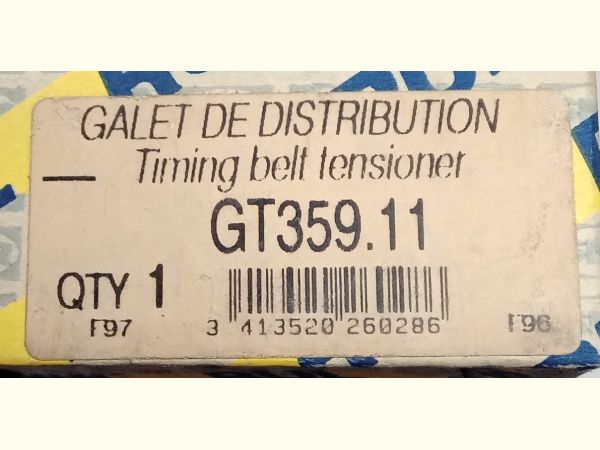 GALET DE DISTRIBUTION
Timing belt tensioner
GT359.11
QTY 1
F97
3 413520 260286
F96